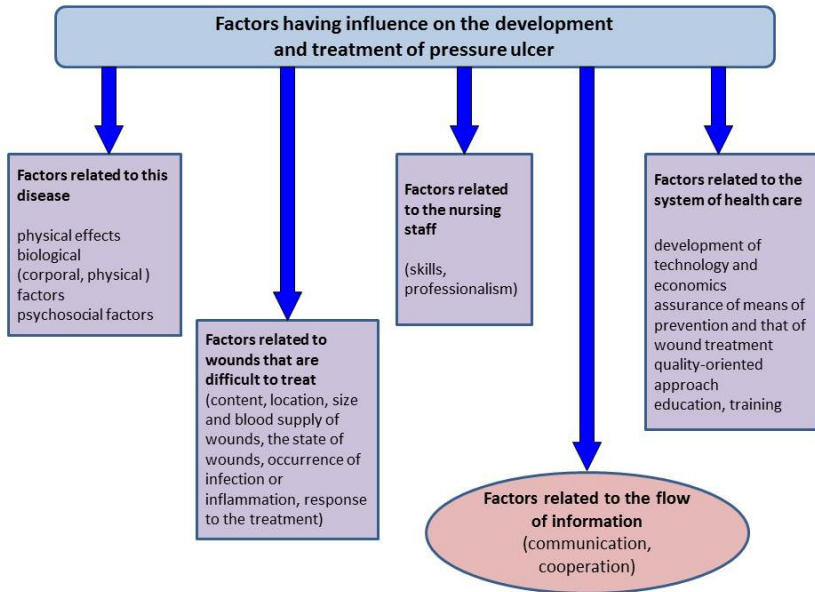 Factors having influence on the development
and treatment of pressure ulcer
Factors related to this
disease
physical effects
biological
(corporal, physical )
factors
psychosocial factors
Factors related to
wounds that are
difficult to treat
(content, location, size
and blood supply of
wounds, the state of
wounds, occurrence of
infection or
inflammation, response
to the treatment)
Factors related
to the nursing
staff
(skills,
professionalism)
Factors related to the flow
of information
(communication,
cooperation)
Factors related to the
system of health care
development of
technology and
economics
assurance of means of
prevention and that of
wound treatment
quality-oriented
approach
education, training